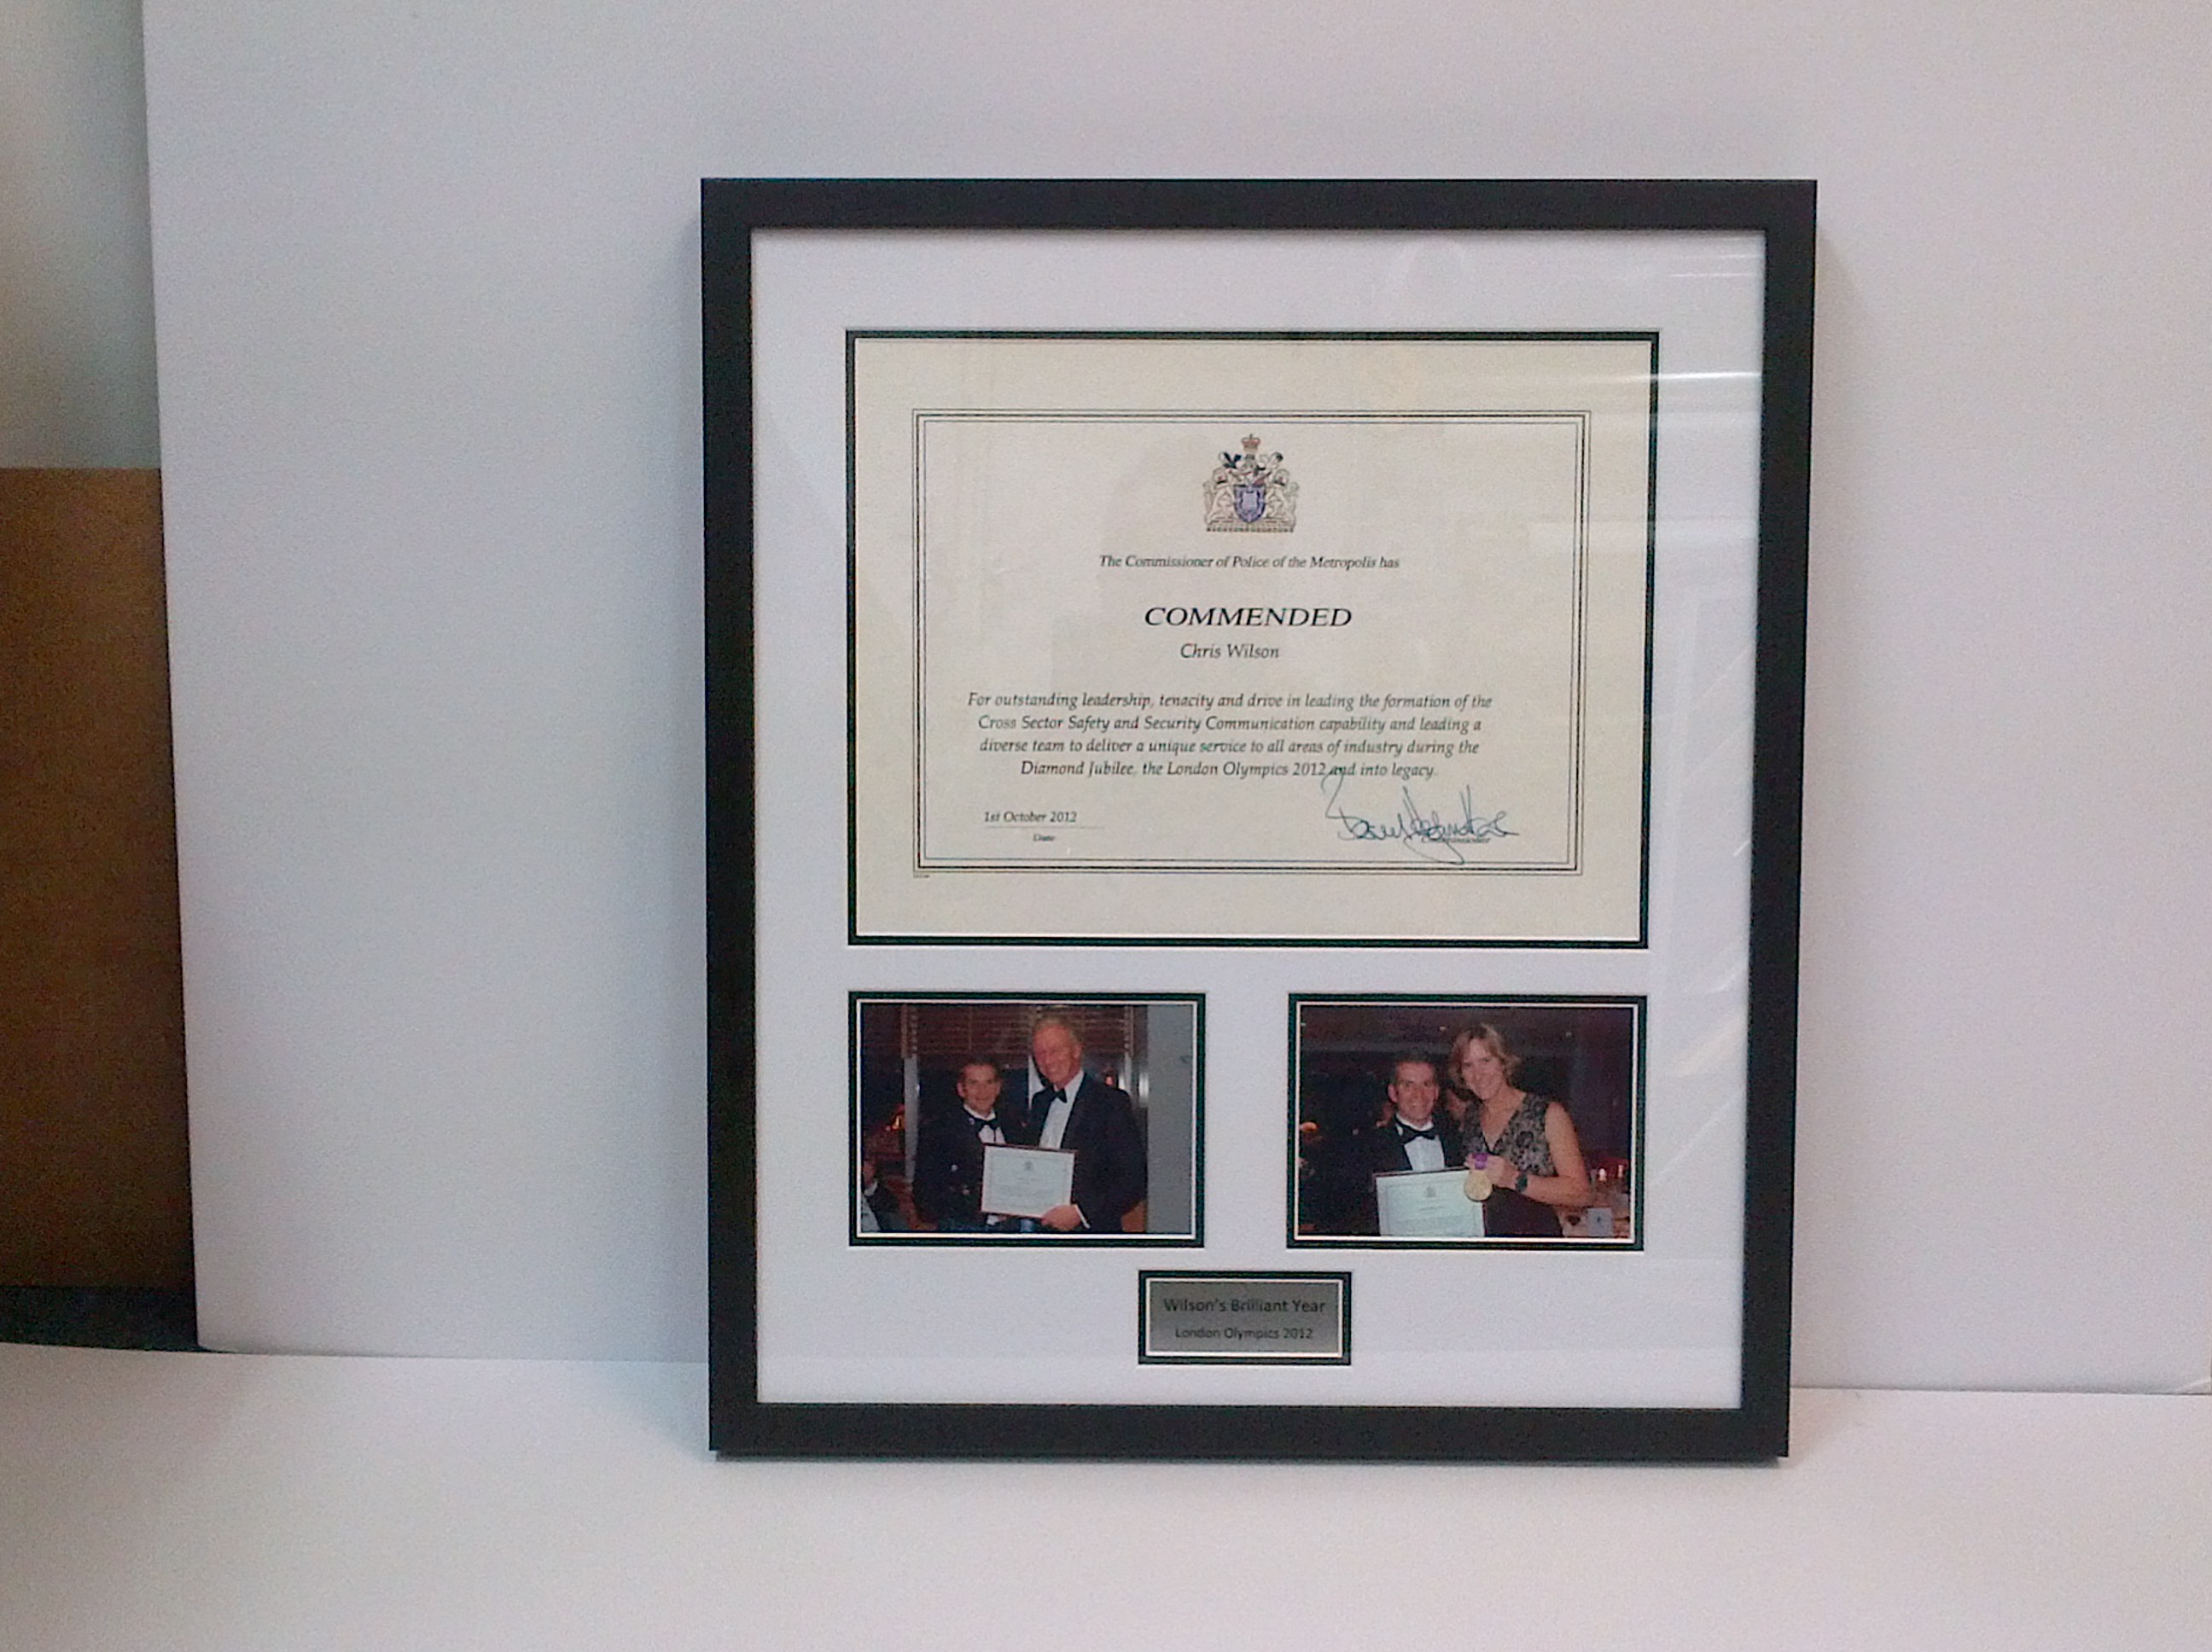 The Commissioner of Police of the Metropolis has
COMMENDED
Chris Wilson
For outstanding leadership, tenacity and drive in leading the formation of the
Cross Sector Safety and Security Communication capability and leading a
diverse team to deliver a unique service to all areas of industry during the
Diamond Jubilee, the London Olympics 2012 and into legacy.
1st October 2012
Date
Commissioner
Wilson's Brilliant Year
London Olympics 2012